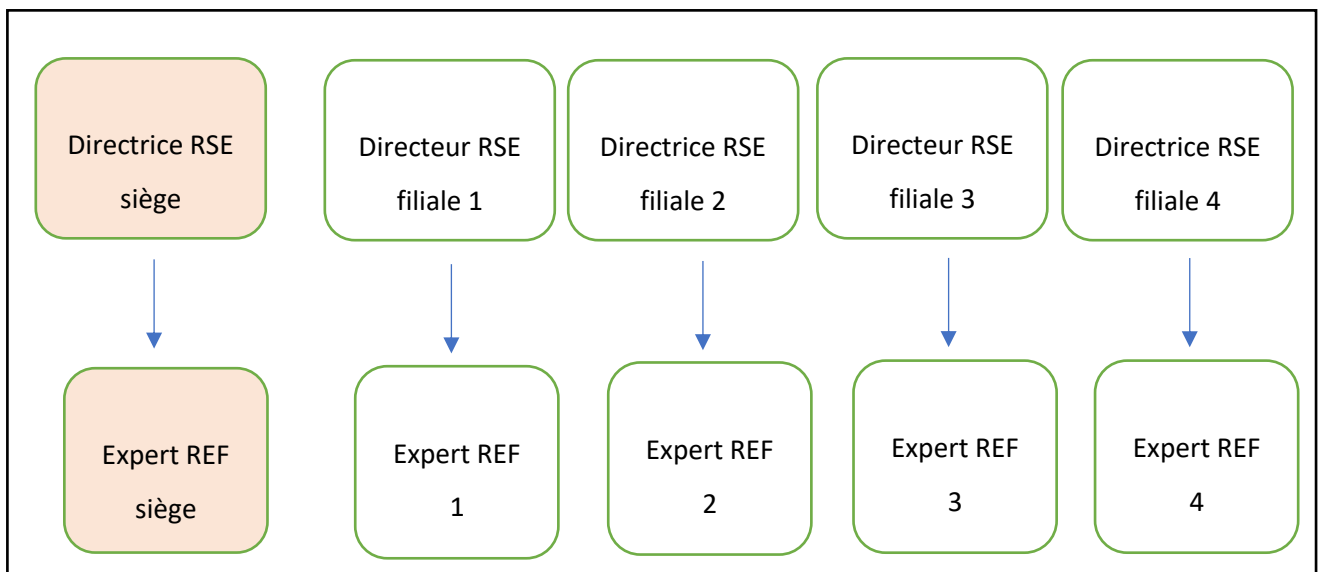 Directrice RSE
siège
Directeur RSE
filiale 1
Directrice RSE
filiale 2
Directeur RSE
filiale 3
Directrice RSE
filiale 4
Expert REF
siège
Expert REF
1
Expert REF
2
Expert REF
3
Expert REF
4